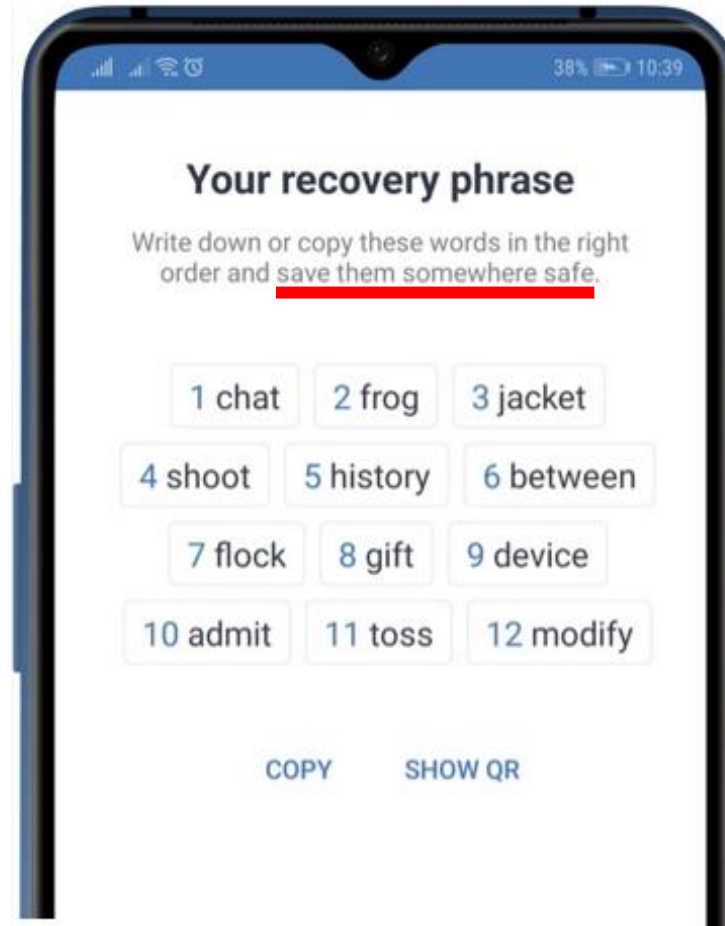 38% 10:39
Your recovery phrase
Write down or copy these words in the right
order and save them somewhere safe.
1 chat 2 frog 3 jacket
4 shoot 5 history 6 between
7 flock 8 gift 9 device
10 admit 11 toss 12 modify
COPY SHOW QR